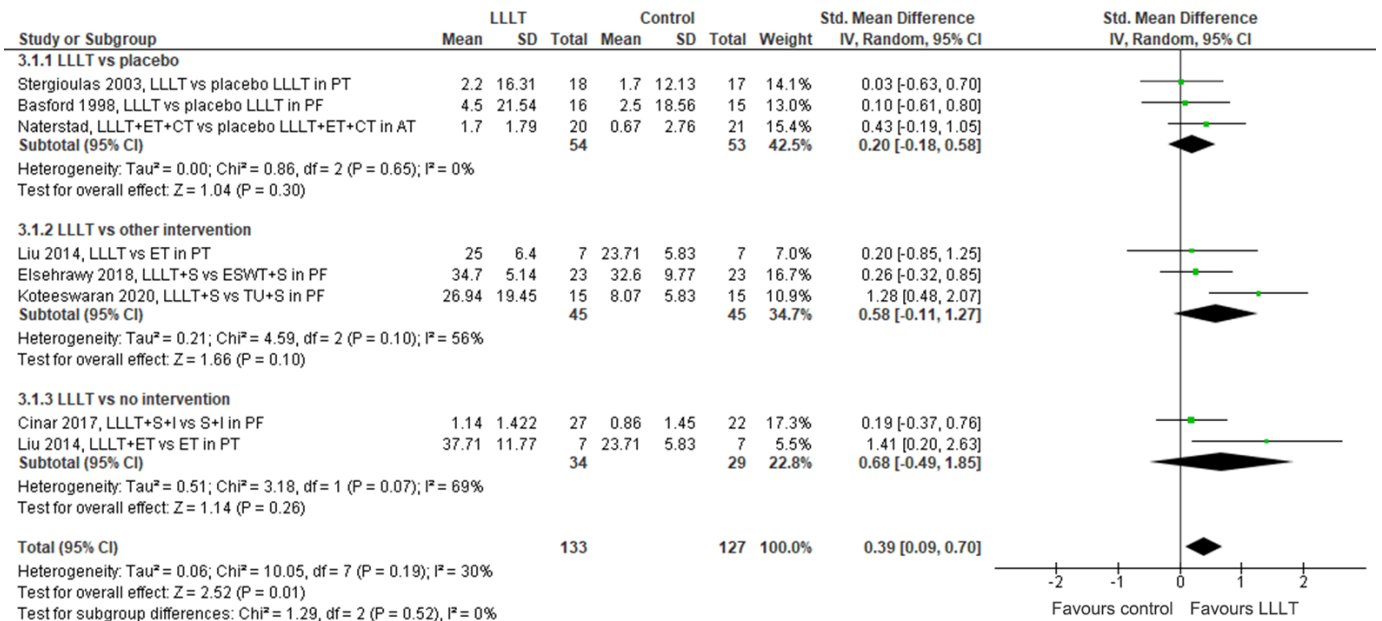 LLLT Control Std. Mean Difference Std. Mean Difference
Study or Subgroup Mean SD Total Mean SD Total Weight IV, Random, 95% CI IV, Random, 95% CI
3.1.1 LLLT vs placebo
Stergioulas 2003, LLLT vs placebo LLLT in PT 2.2 16.31 18 1.7 12.13 17 14.1% 0.03 [-0.63, 0.70]
Basford 1998, LLLT vs placebo LLLT in PF 4.5 21.54 16 2.5 18.56 15 13.0% 0.10 [-0.61, 0.80]
Naterstad, LLLT+ET+CT vs placebo LLLT+ET+CT in AT 1.7 1.79 20 0.67 2.76 21 15.4% 0.43 [-0.19, 1.05]
Subtotal (95% CI) 54 53 42.5% 0.20 [-0.18, 0.58]
Heterogeneity: Tau² = 0.00; Chi² = 0.86, df = 2 (P = 0.65); I² = 0%
Test for overall effect: Z = 1.04 (P = 0.30)
3.1.2 LLLT vs other intervention
Liu 2014, LLLT vs ET in PT 25 6.4 7 23.71 5.83 7 7.0% 0.20 [-0.85, 1.25]
Elsehrawy 2018, LLLT+S vs ESWT+S in PF 34.7 5.14 23 32.6 9.77 23 16.7% 0.26 [-0.32, 0.85]
Koteeswaran 2020, LLLT+S vs TU+S in PF 26.94 19.45 15 8.07 5.83 15 10.9% 1.28 [0.48, 2.07]
Subtotal (95% CI) 45 45 34.7% 0.58 [-0.11, 1.27]
Heterogeneity: Tau² = 0.21; Chi² = 4.59, df = 2 (P = 0.10); I² = 56%
Test for overall effect: Z = 1.66 (P = 0.10)
3.1.3 LLLT vs no intervention
Cinar 2017, LLLT+S+I vs S+I in PF 1.14 1.422 27 0.86 1.45 22 17.3% 0.19 [-0.37, 0.76]
Liu 2014, LLLT+ET vs ET in PT 37.71 11.77 7 23.71 5.83 7 5.5% 1.41 [0.20, 2.63]
Subtotal (95% CI) 34 29 22.8% 0.68 [-0.49, 1.85]
Heterogeneity: Tau² = 0.51; Chi² = 3.18, df = 1 (P = 0.07); I² = 69%
Test for overall effect: Z = 1.14 (P = 0.26)
Total (95% CI) 133 127 100.0% 0.39 [0.09, 0.70]
Heterogeneity: Tau² = 0.06; Chi² = 10.05, df = 7 (P = 0.19); I² = 30%
Test for overall effect: Z = 2.52 (P = 0.01)
Test for subgroup differences: Chi² = 1.29, df = 2 (P = 0.52), I² = 0%
-2 -1 0 1 2
Favours control Favours LLLT